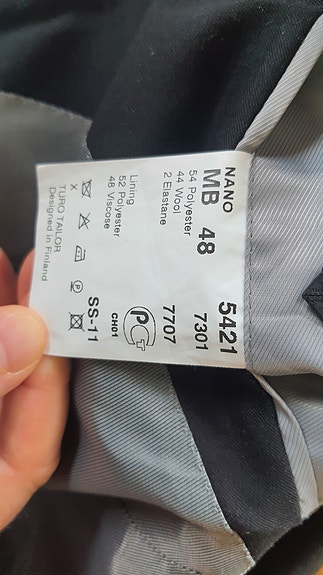 NANO
MB 48 5421
54 Polyester 7301
44 Wool 77707
2 Elastane
Lining
52 Polyester
48 Viscose
PCT
CH01
P
SS-11
x
TURO TAILOR
Designed in Finland